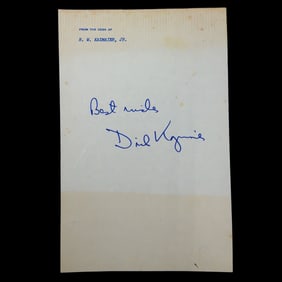 FROM THE DESK OF
R. W. KAZMAIER, JR.
Best wishes
Dick Kazmaier